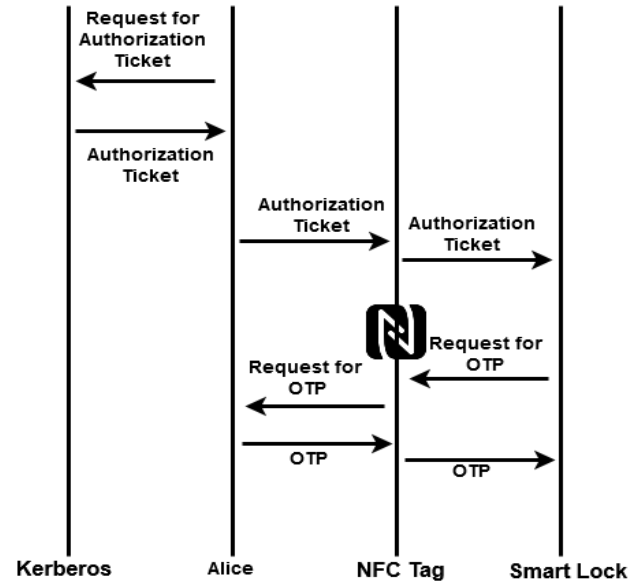 Request for
Authorization
Ticket
Authorization
Ticket
Authorization
Ticket
Authorization
Ticket
Request for
OTP
Request for
OTP
OTP
OTP
Kerberos
Alice
NFC Tag
Smart Lock